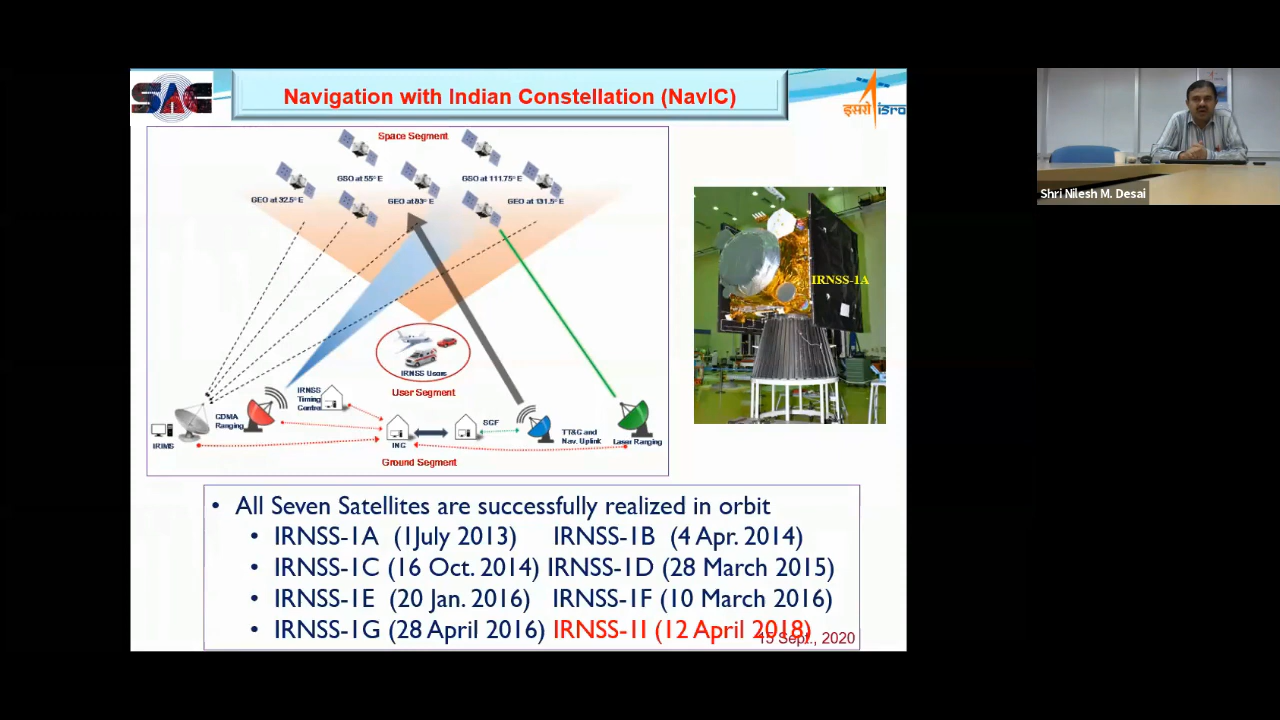 SAC
Navigation with Indian Constellation (NavIC)
इसरो isro
Space Segment
GSO at 55° E
GSO at 111.75° E
GEO at 32.5° E
GEO at 83° E
GEO at 131.5° E
IRNSS Users
User Segment
IRNSS
Timing
Center
CDMA
Ranging
IRIMS
INC
SCF
TT&C and
Nav. Uplink
Laser Ranging
Ground Segment
IRNSS-1A
Shri Nilesh M. Desai
• All Seven Satellites are successfully realized in orbit
• IRNSS-1A (1July 2013) IRNSS-1B (4 Apr. 2014)
• IRNSS-1C (16 Oct. 2014) IRNSS-1D (28 March 2015)
• IRNSS-1E (20 Jan. 2016) IRNSS-1F (10 March 2016)
• IRNSS-1G (28 April 2016) IRNSS-1I (12 April 2018)
15 Sept., 2020